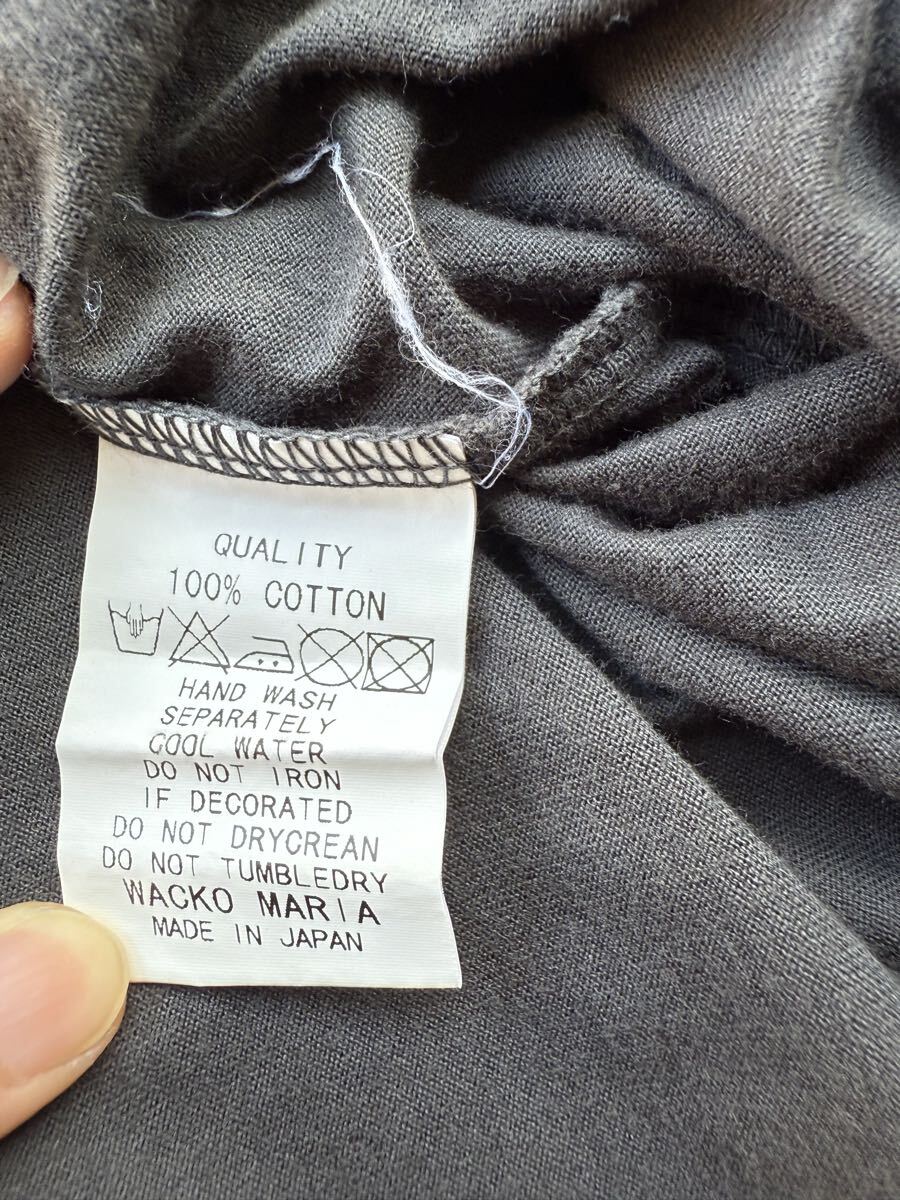 QUALITY
100% COTTON
HAND WASH
SEPARATELY
COOL WATER
DO NOT IRON
IF DECORATED
DO NOT DRYCREAN
DO NOT TUMBLEDRY
WACKO MARIA
MADE IN JAPAN